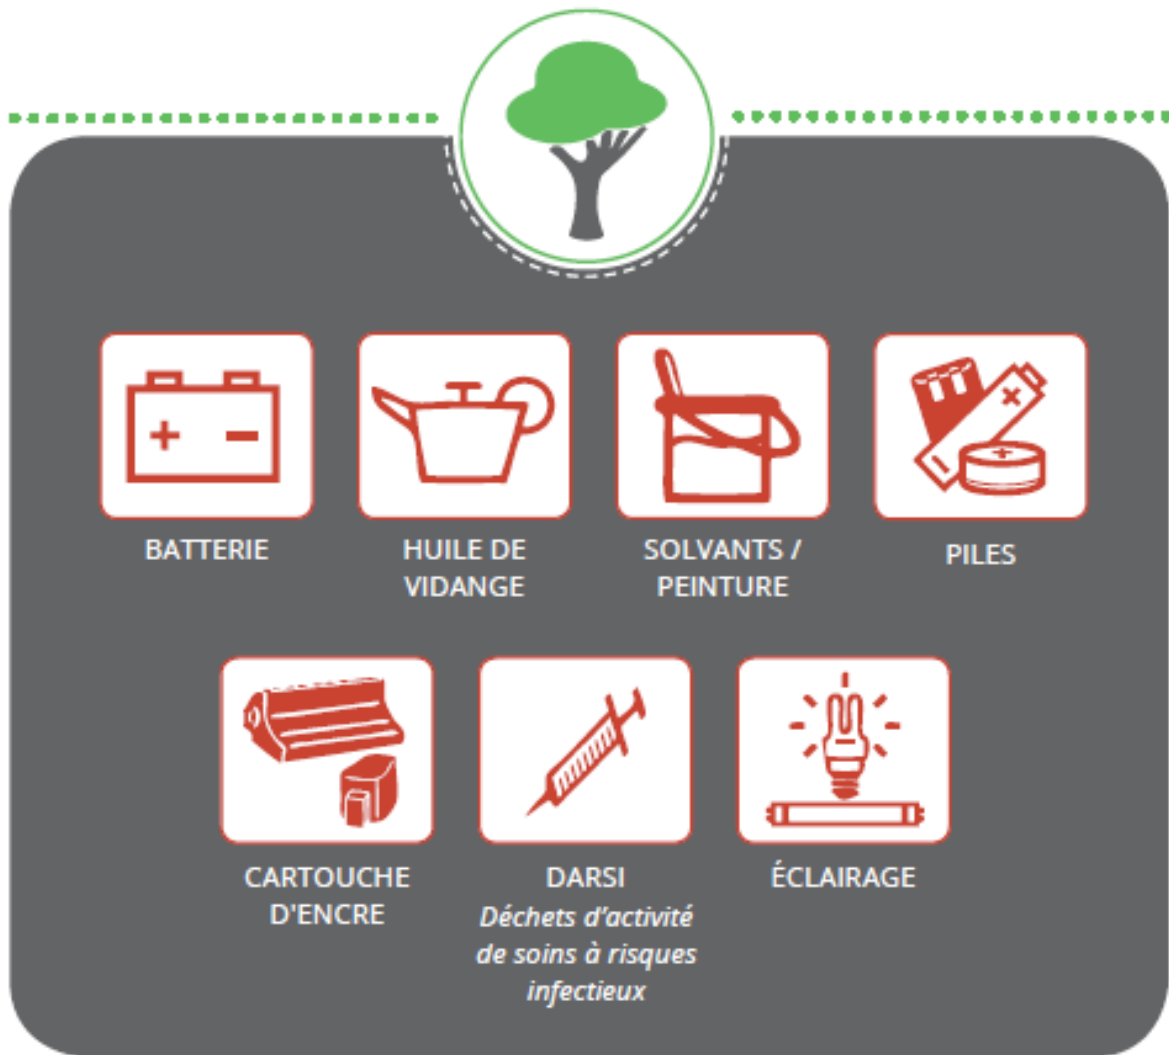 BATTERIE
HUILE DE
VIDANGE
SOLVANTS /
PEINTURE
PILES
CARTOUCHE
D'ENCRE
DARSI
Déchets d'activité
de soins à risques
infectieux
ÉCLAIRAGE